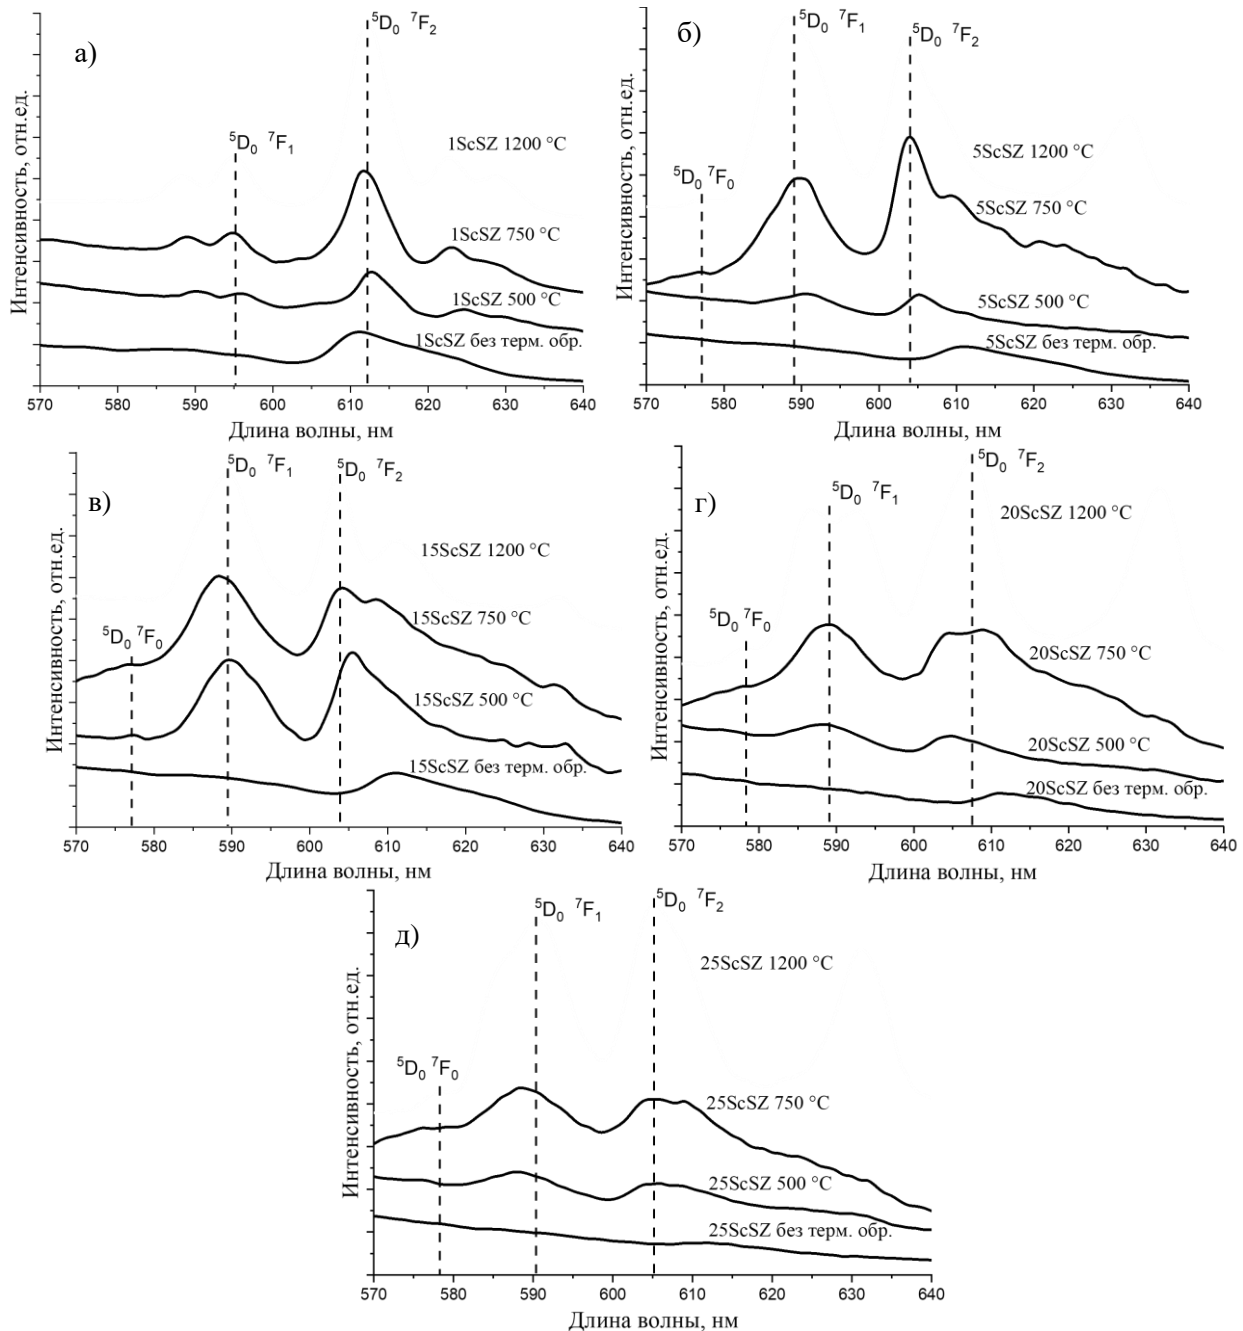 а)
⁵D₀ ⁷F₂
⁵D₀ ⁷F₁
1ScSZ 1200 °C
1ScSZ 750 °C
1ScSZ 500 °C
1ScSZ без терм. обр.
Интенсивность, отн.ед.
570 580 590 600 610 620 630 640
Длина волны, нм
б)
⁵D₀ ⁷F₁
⁵D₀ ⁷F₂
⁵D₀ ⁷F₀
5ScSZ 1200 °C
5ScSZ 750 °C
5ScSZ 500 °C
5ScSZ без терм. обр.
Интенсивность, отн.ед.
570 580 590 600 610 620 630 640
Длина волны, нм
в)
⁵D₀ ⁷F₁
⁵D₀ ⁷F₂
⁵D₀ ⁷F₀
15ScSZ 1200 °C
15ScSZ 750 °C
15ScSZ 500 °C
15ScSZ без терм. обр.
Интенсивность, отн.ед.
570 580 590 600 610 620 630 640
Длина волны, нм
г)
⁵D₀ ⁷F₂
⁵D₀ ⁷F₁
⁵D₀ ⁷F₀
20ScSZ 1200 °C
20ScSZ 750 °C
20ScSZ 500 °C
20ScSZ без терм. обр.
Интенсивность, отн.ед.
570 580 590 600 610 620 630 640
Длина волны, нм
д)
⁵D₀ ⁷F₁
⁵D₀ ⁷F₂
⁵D₀ ⁷F₀
25ScSZ 1200 °C
25ScSZ 750 °C
25ScSZ 500 °C
25ScSZ без терм. обр.
Интенсивность, отн.ед.
570 580 590 600 610 620 630 640
Длина волны, нм